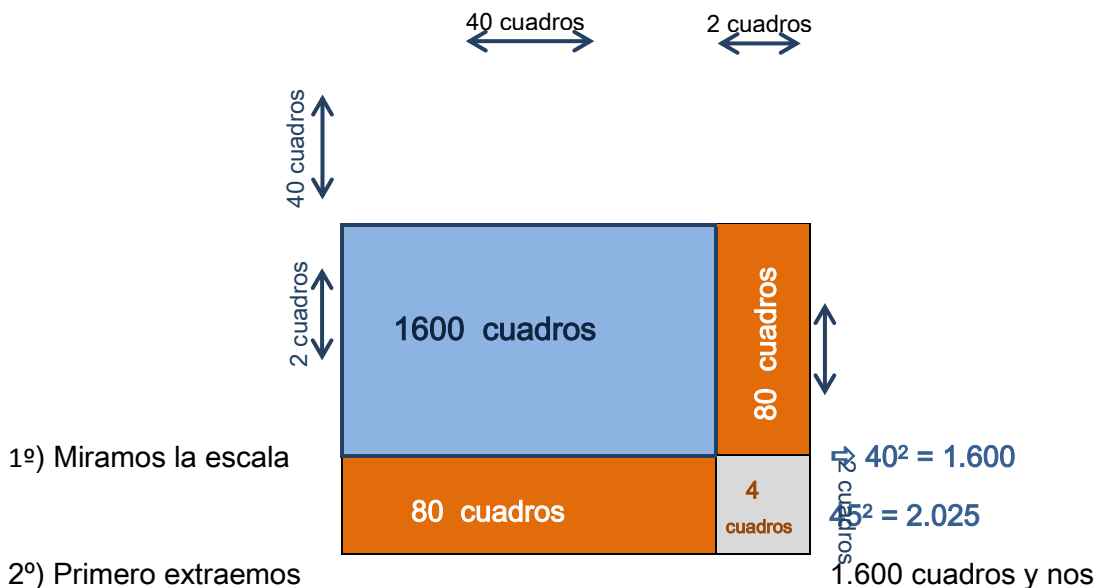 40 cuadros
2 cuadros
40 cuadros
2 cuadros
1600 cuadros
80 cuadros
1º) Miramos la escala
⇨ 40² = 1.600
2 cuadros
80 cuadros
4
cuadros
45² = 2.025
2º) Primero extraemos
1.600 cuadros y nos